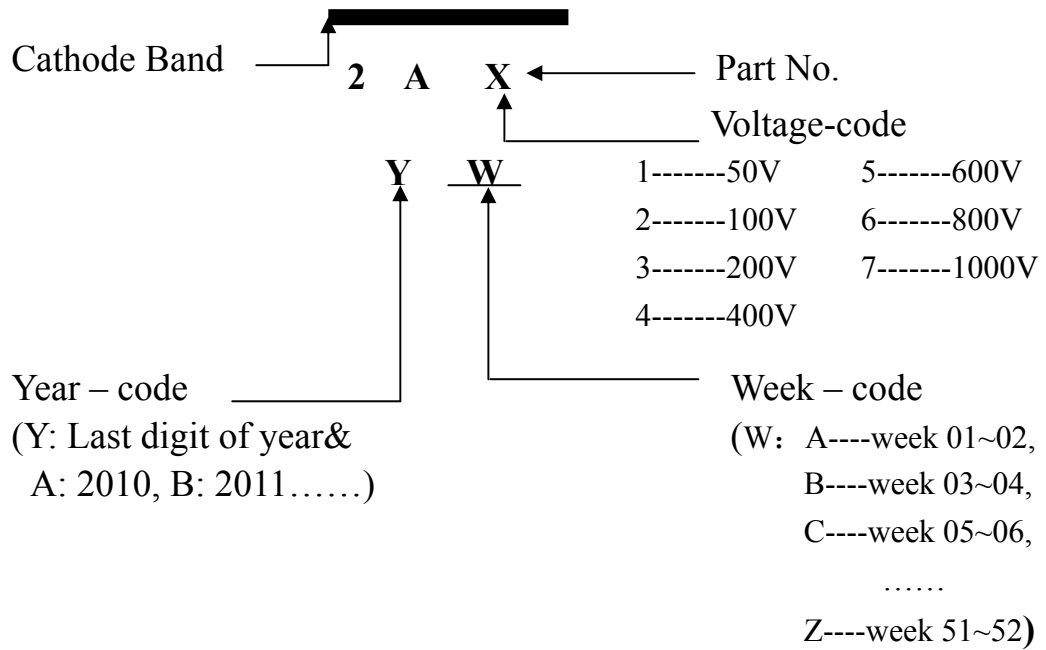 Cathode Band
2 A X
Part No.
Voltage-code
Y W
1-------50V 5-------600V
2-------100V 6-------800V
3-------200V 7-------1000V
4-------400V
Year – code
(Y: Last digit of year&
A: 2010, B: 2011……)
Week – code
(W：A----week 01~02,
B----week 03~04,
C----week 05~06,
……
Z----week 51~52)